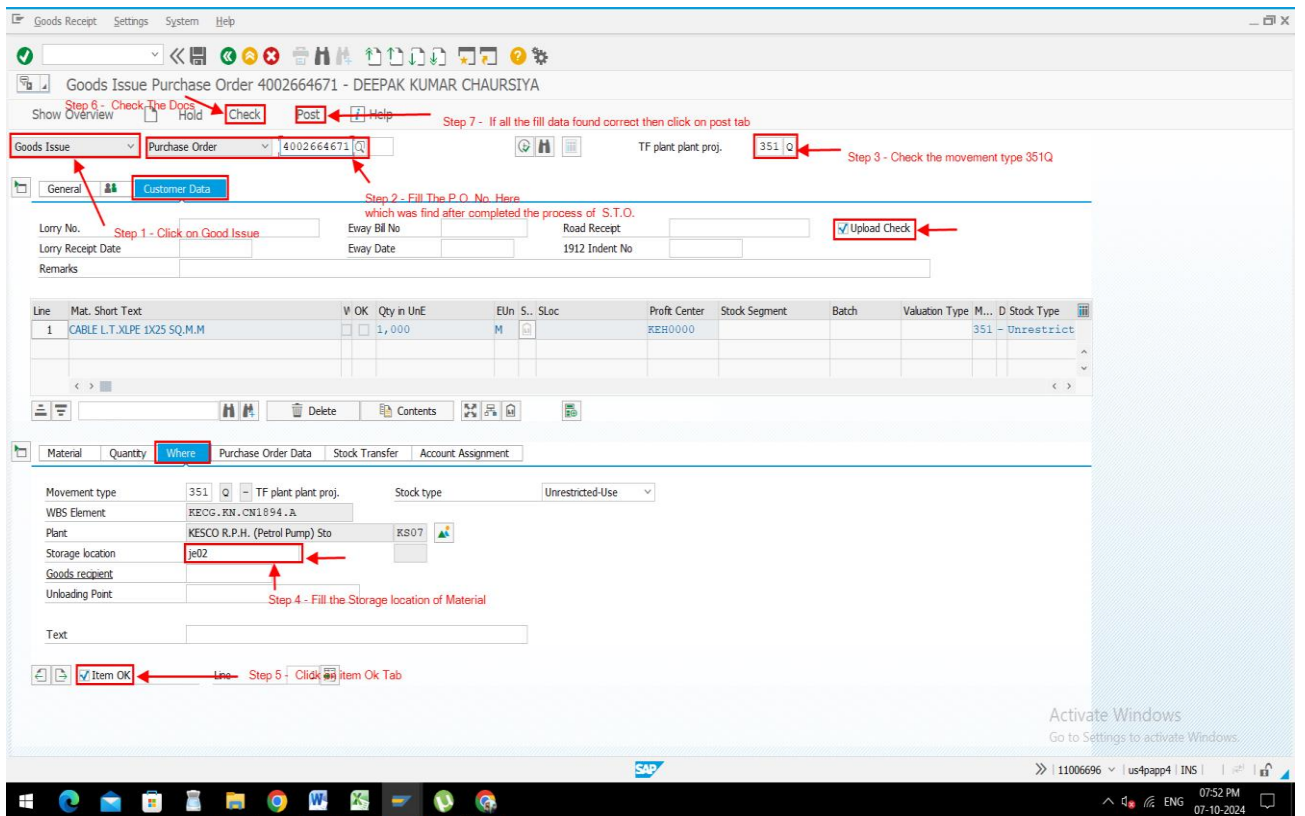 Goods Receipt Settings System Help
Goods Issue Purchase Order 4002664671 - DEEPAK KUMAR CHAURSIYA
Step 6 - Check The Docs
Show Overview Hold Check Post Help
Step 7 - If all the fill data found correct then click on post tab
Goods Issue Purchase Order 4002664671 TF plant plant proj. 351 Q
Step 3 - Check the movement type 351Q
General Customer Data
Step 2 - Fill The P.O. No. Here
which was find after completed the process of S.T.O.
Lorry No. Eway Bill No Road Receipt Upload Check
Step 1 - Click on Good Issue
Lorry Receipt Date Eway Date 1912 Indent No
Remarks
Line Mat. Short Text OK Qty in UnE EUn S.. SLoc Profit Center Stock Segment Batch Valuation Type M... D Stock Type
1 CABLE L.T.XLPE 1X25 SQ.M.M 1,000 M KEH0000 351 - Unrestrict
Delete Contents
Material Quantity Where Purchase Order Data Stock Transfer Account Assignment
Movement type 351 Q - TF plant plant proj. Stock type Unrestricted-Use
WBS Element KECG.KN.CN1894.A
Plant KESCO R.P.H. (Petrol Pump) Sto KS07
Storage location je02
Goods recipient
Unloading Point
Step 4 - Fill the Storage location of Material
Text
Item OK Line Step 5 - Click on item Ok Tab
Activate Windows
Go to Settings to activate Windows.
SAP 11006696 us4papp4 INS
ENG 07:52 PM
07-10-2024